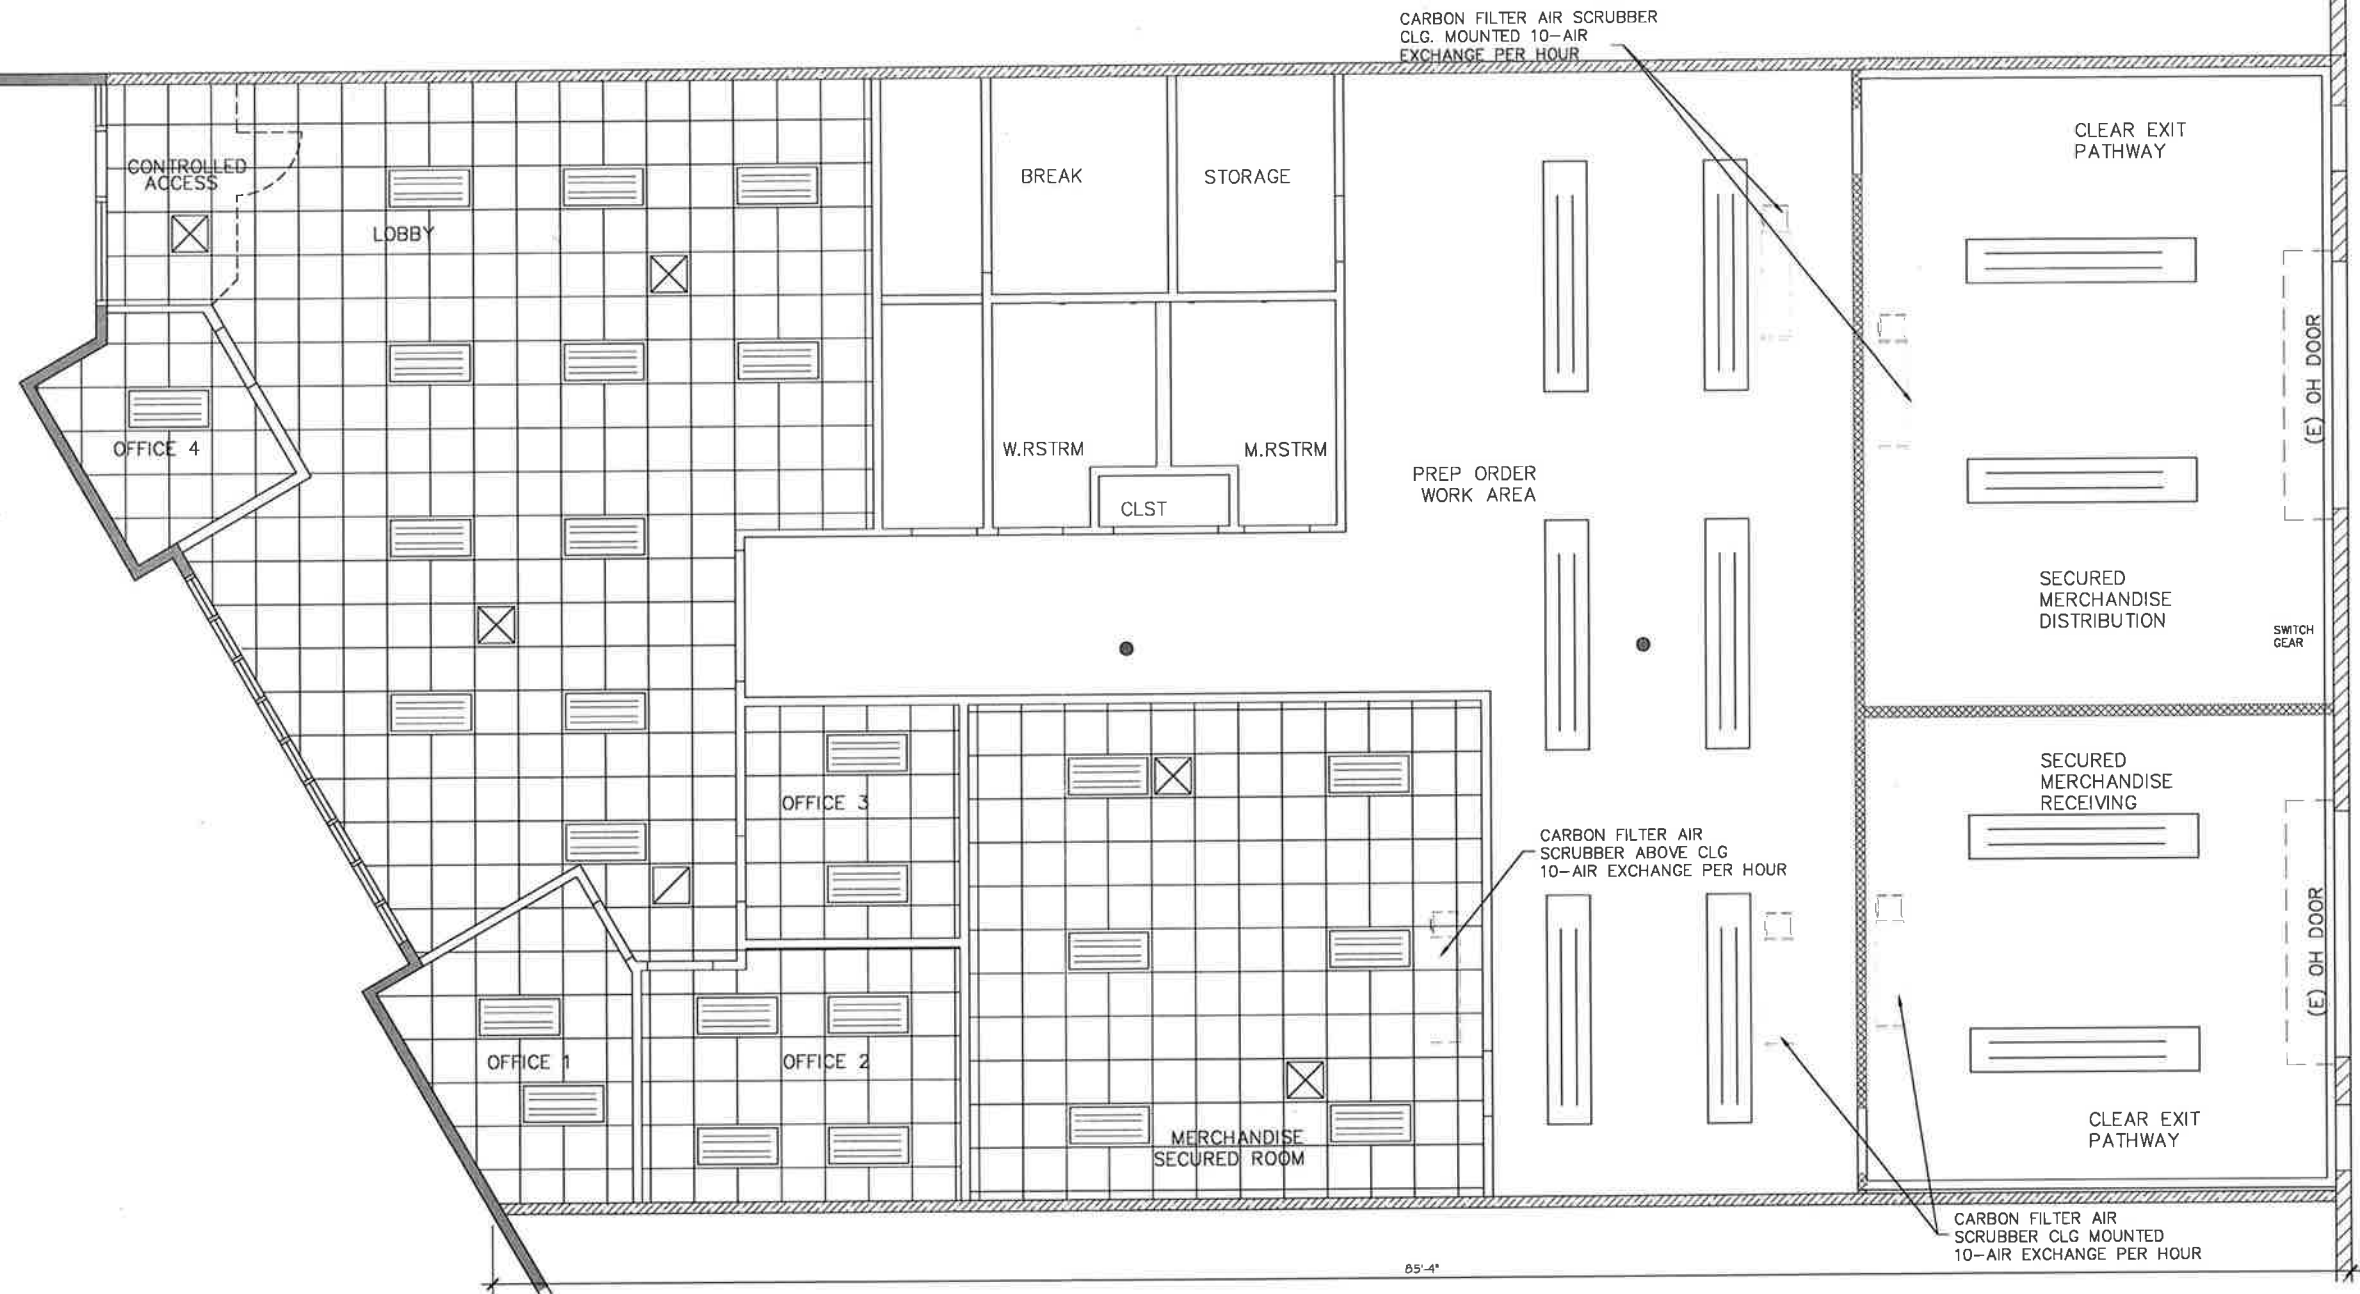 CARBON FILTER AIR SCRUBBER
CLG. MOUNTED 10-AIR
EXCHANGE PER HOUR
CLEAR EXIT
PATHWAY
CONTROLLED
ACCESS
LOBBY
BREAK
STORAGE
(E) OH DOOR
OFFICE 4
W.RSTRM
M.RSTRM
CLST
PREP ORDER
WORK AREA
SECURED
MERCHANDISE
DISTRIBUTION
SWITCH
GEAR
SECURED
MERCHANDISE
RECEIVING
OFFICE 3
CARBON FILTER AIR
SCRUBBER ABOVE CLG
10-AIR EXCHANGE PER HOUR
(E) OH DOOR
OFFICE 1
OFFICE 2
MERCHANDISE
SECURED ROOM
CLEAR EXIT
PATHWAY
CARBON FILTER AIR
SCRUBBER CLG MOUNTED
10-AIR EXCHANGE PER HOUR
85'-4"